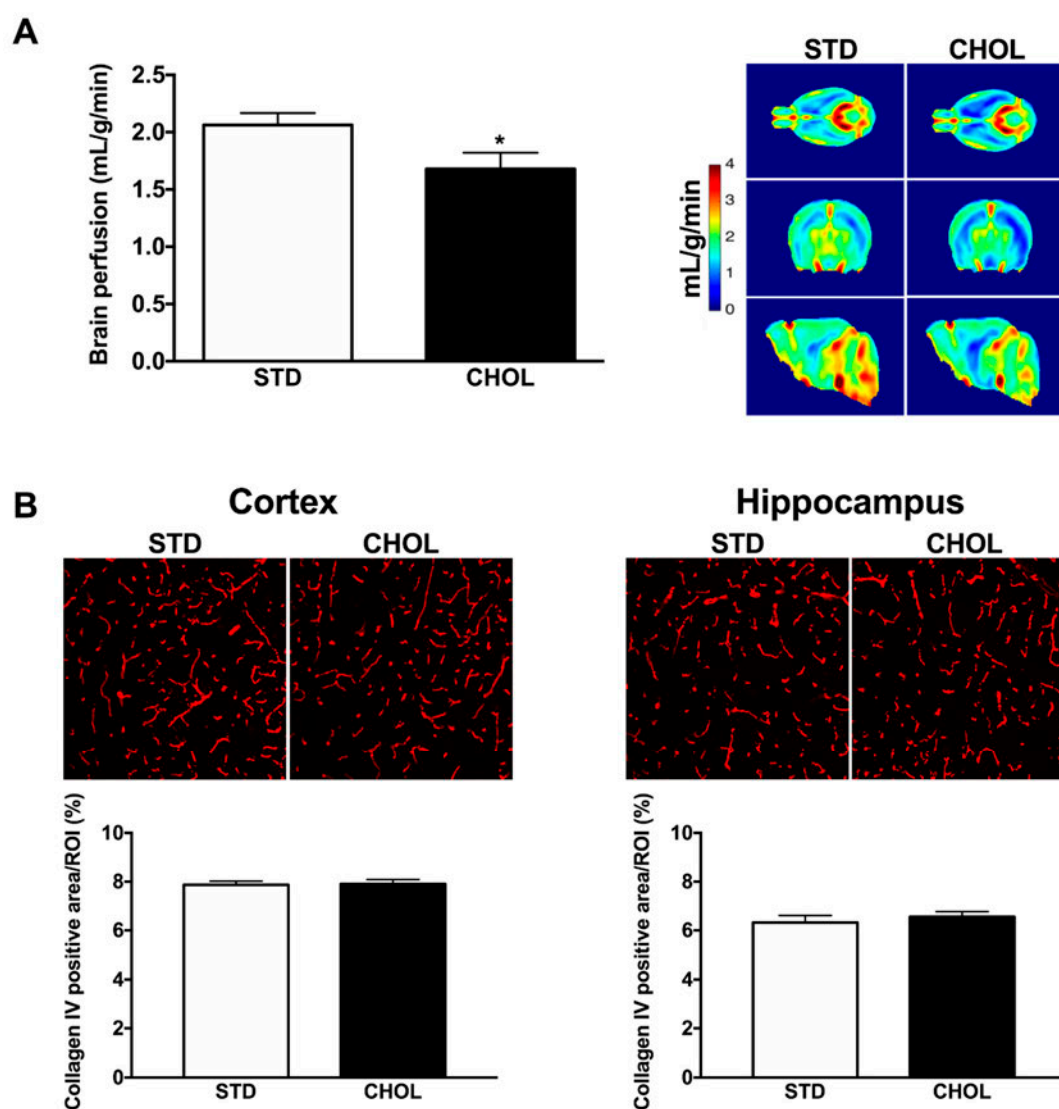 A
Brain perfusion (mL/g/min)
2.5
2.0
1.5
1.0
0.5
0.0
*
STD
CHOL
STD
CHOL
mL/g/min
4
3
2
1
0
B
Cortex
STD
CHOL
Collagen IV positive area/ROI (%)
10
8
6
4
2
0
STD
CHOL
Hippocampus
STD
CHOL
Collagen IV positive area/ROI (%)
10
8
6
4
2
0
STD
CHOL